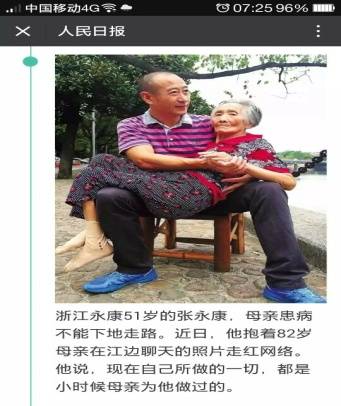 中国移动4G 07:25 96%
人民日报
浙江永康51岁的张永康，母亲患病
不能下地走路。近日，他抱着82岁
母亲在江边聊天的照片走红网络。
他说，现在自己所做的一切，都是
小时候母亲为他做过的。